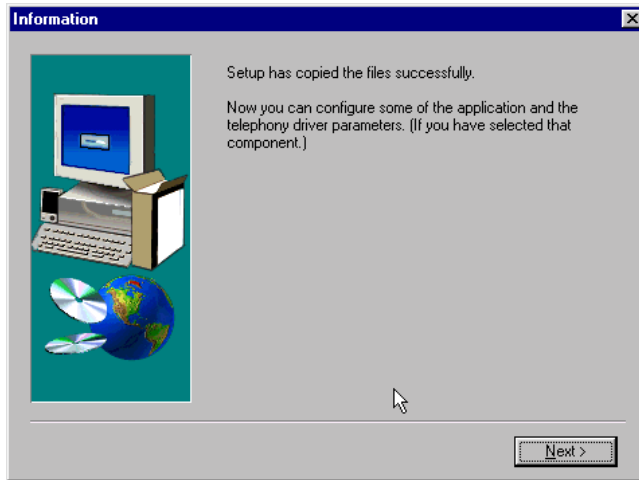 Information
Setup has copied the files successfully.
Now you can configure some of the application and the
telephony driver parameters. (If you have selected that
component.)
Next >